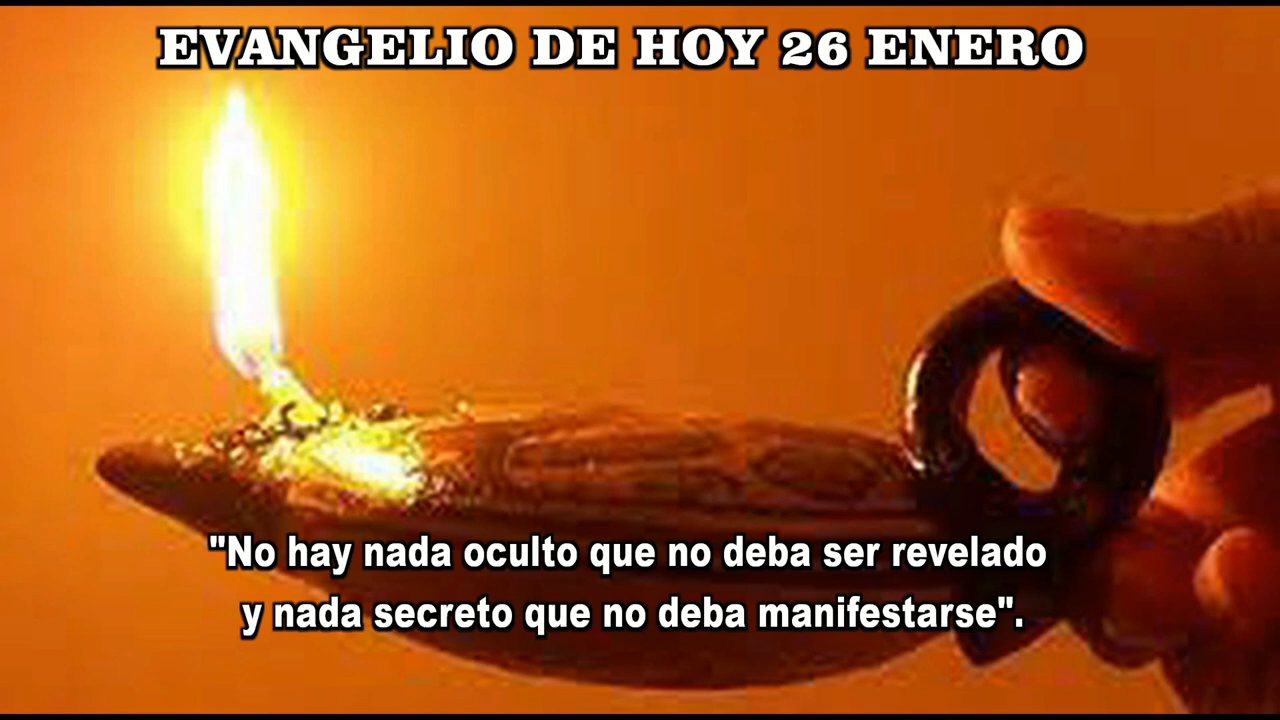 EVANGELIO DE HOY 26 ENERO
"No hay nada oculto que no deba ser revelado
y nada secreto que no deba manifestarse".